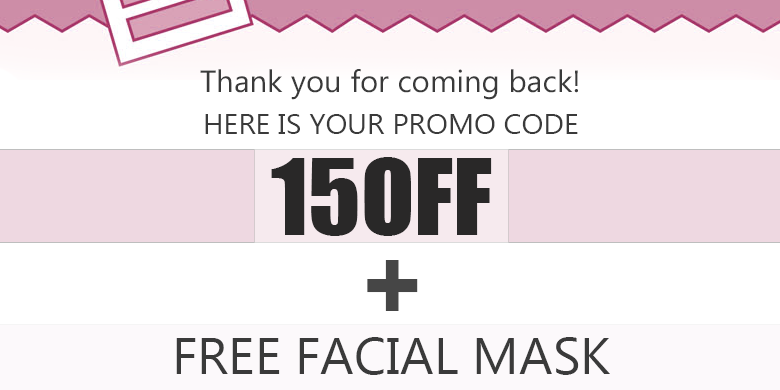 Thank you for coming back!
HERE IS YOUR PROMO CODE
15OFF
+
FREE FACIAL MASK